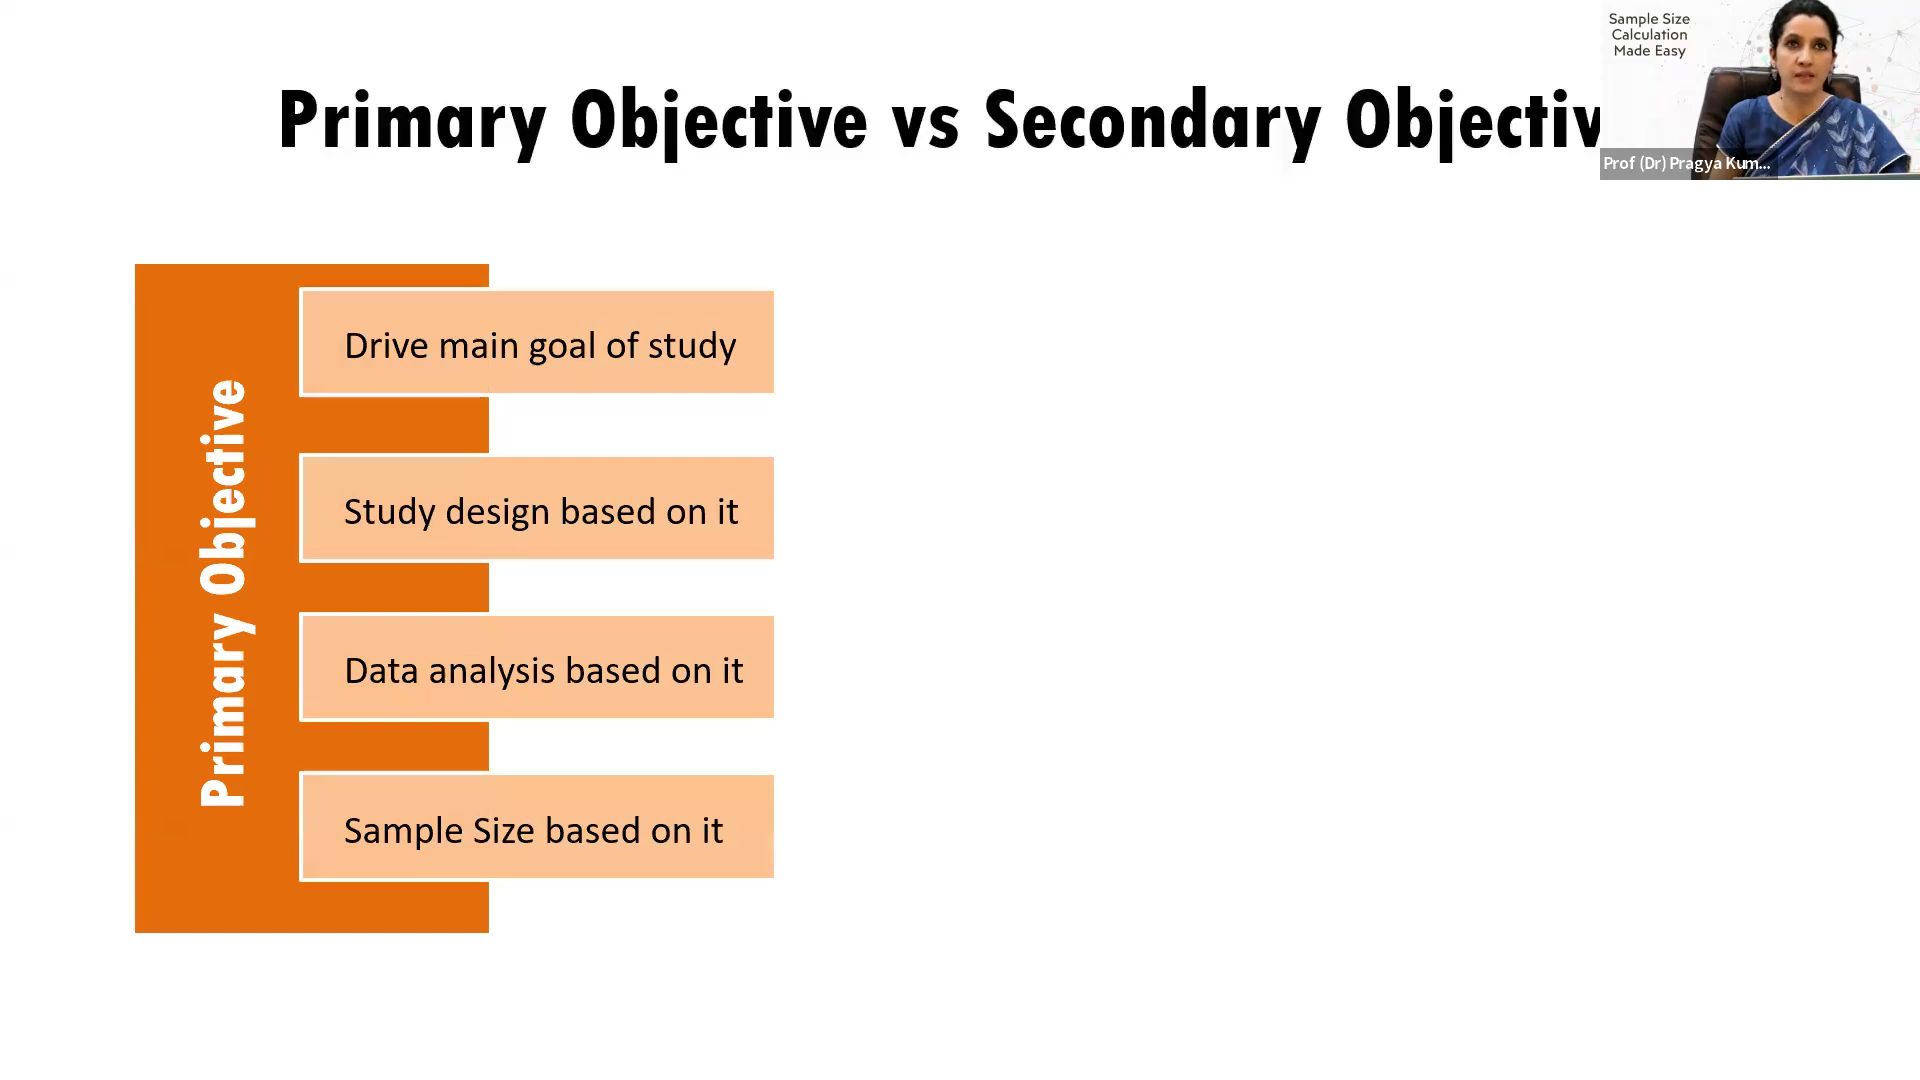 Sample Size
Calculation
Made Easy
Primary Objective vs Secondary Objectiv
Prof (Dr) Pragya Kum...
Primary Objective
Drive main goal of study
Study design based on it
Data analysis based on it
Sample Size based on it